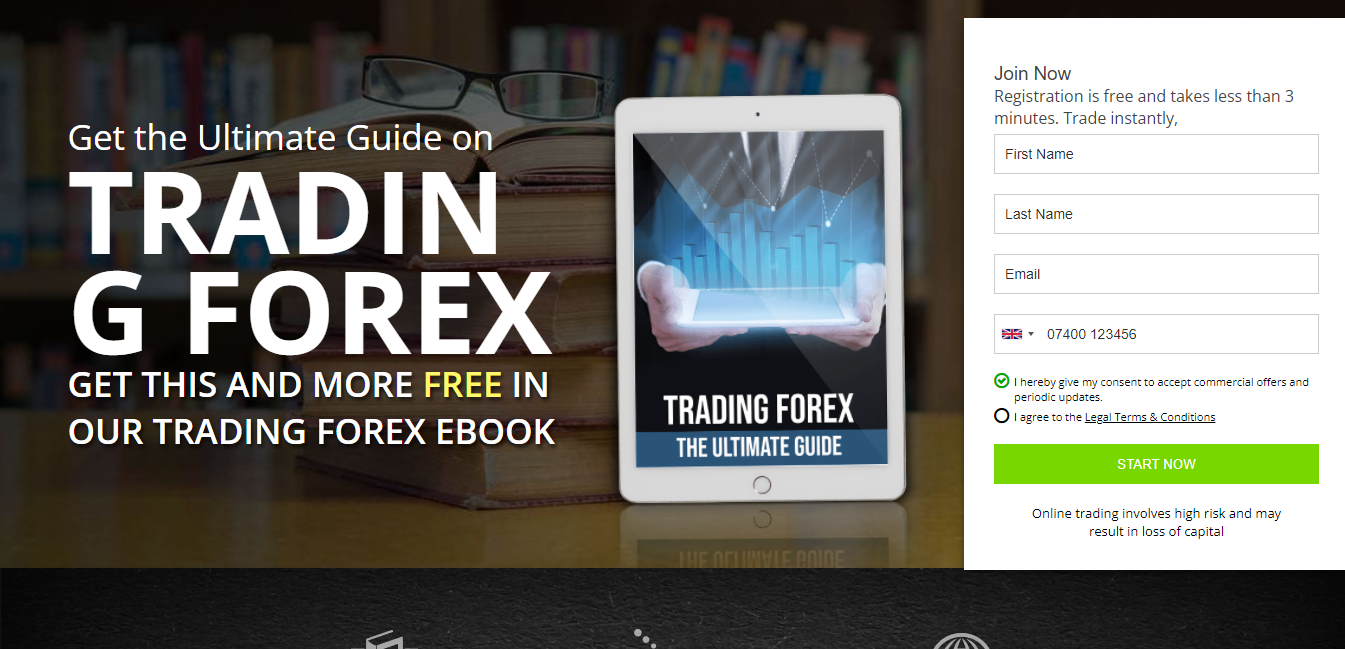 Get the Ultimate Guide on
TRADIN
G FOREX
GET THIS AND MORE FREE IN
OUR TRADING FOREX EBOOK
TRADING FOREX
THE ULTIMATE GUIDE
THE ULTIMATE GUIDE
Join Now
Registration is free and takes less than 3
minutes. Trade instantly,
First Name
Last Name
Email
07400 123456
I hereby give my consent to accept commercial offers and
periodic updates.
I agree to the Legal Terms & Conditions
START NOW
Online trading involves high risk and may
result in loss of capital